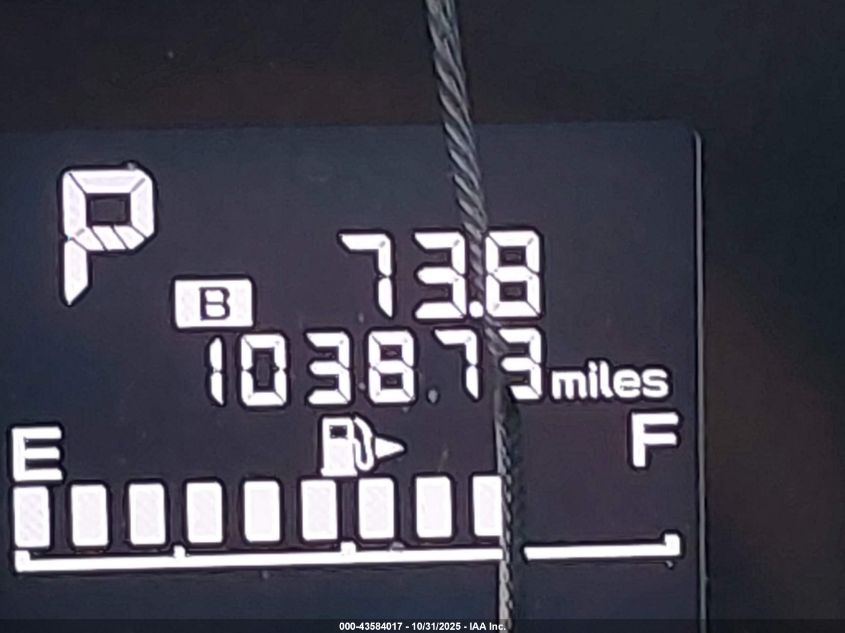 P
73.8
B
103873 miles
E F
000-43584017 - 10/31/2025 - IAA Inc.